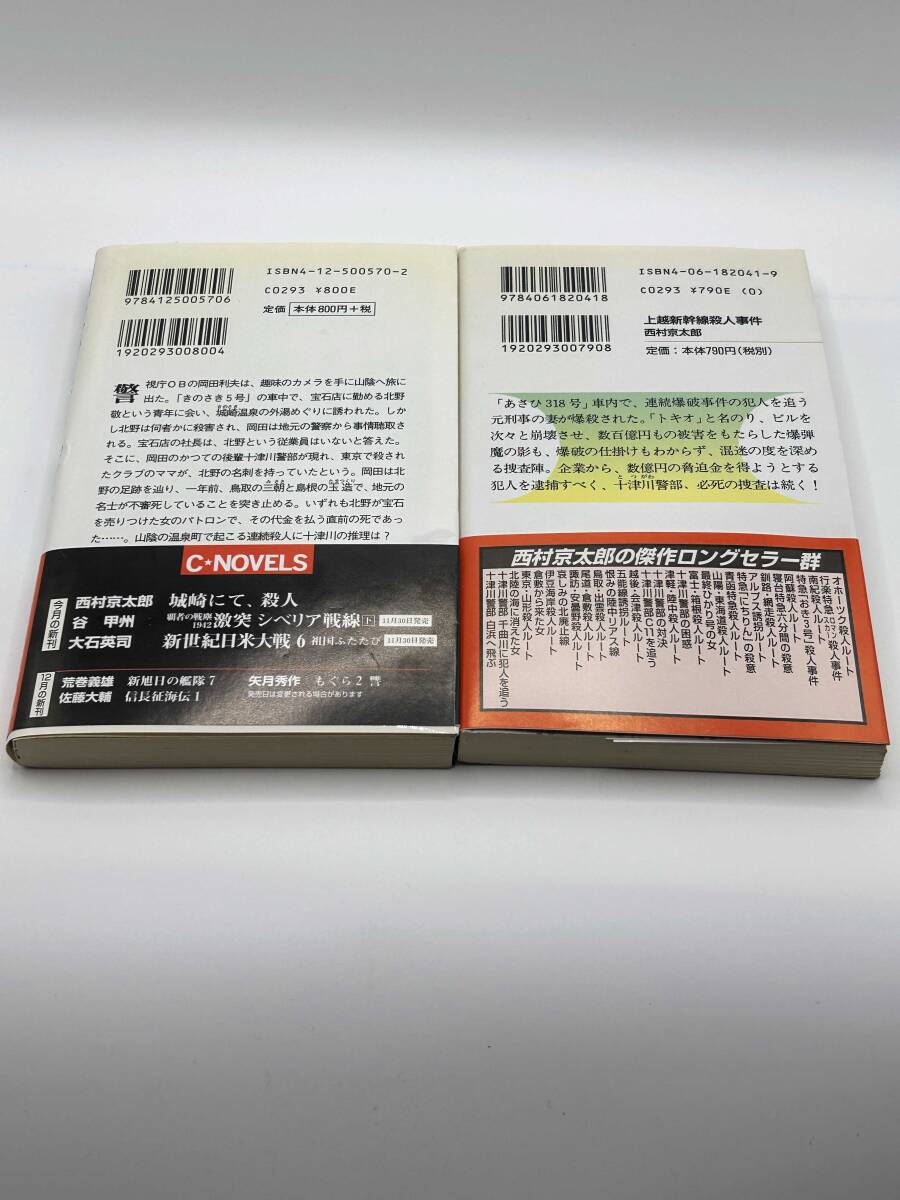 ISBN4-12-500570-2
C0293 ¥800E
定価 本体800円+税
9784125005706
1920293008004
警視庁OBの岡田利夫は、趣味のカメラを手に山陰へ旅に
出た。「きのさき5号」の車中で、宝石店に勤める北野
敬という青年に会い、城崎温泉の外湯めぐりに誘われた。しか
し北野は何者かに殺害され、岡田は地元の警察から事情聴取さ
れる。宝石店の社長は、北野という従業員はいないと答えた。
そこに、岡田のかつての後輩十津川警部が現れ、東京で殺され
たクラブのママが、北野の名刺を持っていたという。岡田は北
野の足跡を辿り、一年前、鳥取の三朝と島根の玉造で、地元の
名士が不審死していることを突き止める。いずれも北野が宝石
を売りつけた女のパトロンで、その代金を払う直前の死であっ
た……。山陰の温泉町で起こる連続殺人に十津川の推理は?
C★NOVELS
今月の新刊
西村京太郎 城崎にて、殺人
谷 甲州 覇者の戦塵1942 激突 シベリア戦線 下 11月30日発売
大石英司 新世紀日米大戦6 祖国ふたたび 11月30日発売
12月の新刊
荒巻義雄 新旭日の艦隊7
矢月秀作 もぐら2 讐
佐藤大輔 信長征海伝1
発売日は変更される場合があります
ISBN4-06-182041-9
C0293 ¥790E (0)
9784061820418
1920293007908
上越新幹線殺人事件
西村京太郎
定価:本体790円(税別)
「あさひ318号」車内で、連続爆破事件の犯人を追う
元刑事の妻が爆殺された。「トキオ」と名のり、ビルを
次々と崩壊させ、数百億円もの被害をもたらした爆弾
魔の影も、爆破の仕掛けもわからず、混迷の度を深め
る捜査陣。企業から、数億円の脅迫金を得ようとする
犯人を逮捕すべく、十津川警部、必死の捜査は続く!
とつがわ
西村京太郎の傑作ロングセラー群
オホーツク殺人ルート
行楽特急ロマンスカー殺人事件
南紀殺人ルート
特急「おき3号」殺人事件
阿蘇殺人ルート
寝台特急六分間の殺意
釧路・網走殺人ルート
アルプス誘拐ルート
特急「にちりん」の殺意
青函特急殺人ルート
山陽・東海道殺人ルート
最終ひかり号の女
富士・箱根殺人ルート
十津川警部の困惑
津軽・陸中殺人ルート
十津川警部の対決
十津川警部C11を追う
越後・会津殺人ルート
五能線誘拐ルート
恨みの陸中リアス線
鳥取・出雲殺人ルート
尾道・倉敷殺人ルート
諏訪・安曇野殺人ルート
哀しみの北廃止線
伊豆海岸殺人ルート
倉敷から来た女
東京・山形殺人ルート
北陸の海に消えた女
十津川警部 千曲川に犯人を追う
十津川警部 白浜へ飛ぶ